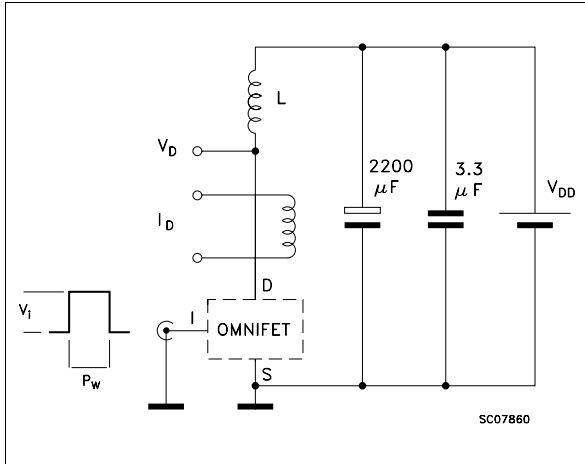 L
V_D
2200
μF
3.3
μF
V_DD
I_D
D
V_i
I
OMNIFET
P_W
S
SC07860